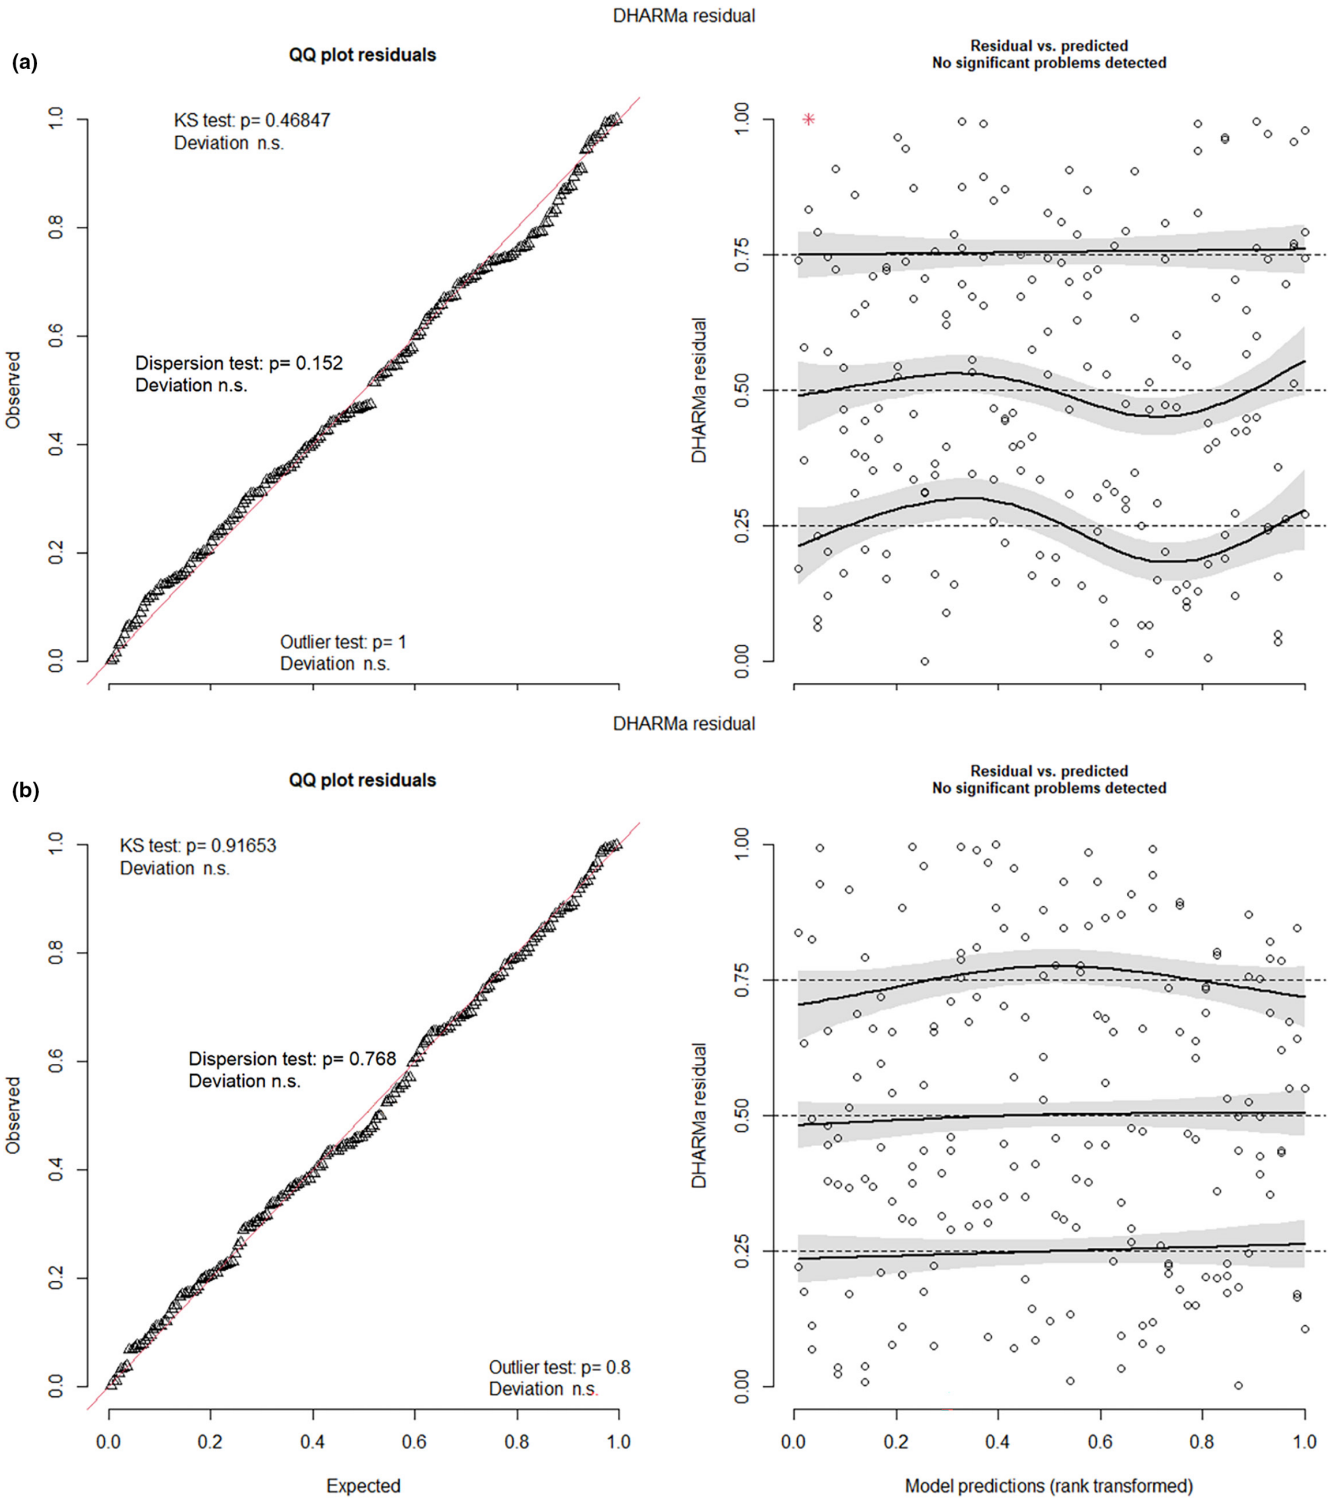 DHARMa residual
(a)
QQ plot residuals
Residual vs. predicted
No significant problems detected
KS test: p= 0.46847
Deviation n.s.
Dispersion test: p= 0.152
Deviation n.s.
Outlier test: p= 1
Deviation n.s.
Observed
0.0 0.2 0.4 0.6 0.8 1.0
DHARMa residual
0.00 0.25 0.50 0.75 1.00
DHARMa residual
(b)
QQ plot residuals
Residual vs. predicted
No significant problems detected
KS test: p= 0.91653
Deviation n.s.
Dispersion test: p= 0.768
Deviation n.s.
Outlier test: p= 0.8
Deviation n.s.
Observed
0.0 0.2 0.4 0.6 0.8 1.0
DHARMa residual
0.00 0.25 0.50 0.75 1.00
0.0 0.2 0.4 0.6 0.8 1.0
Expected
0.0 0.2 0.4 0.6 0.8 1.0
Model predictions (rank transformed)